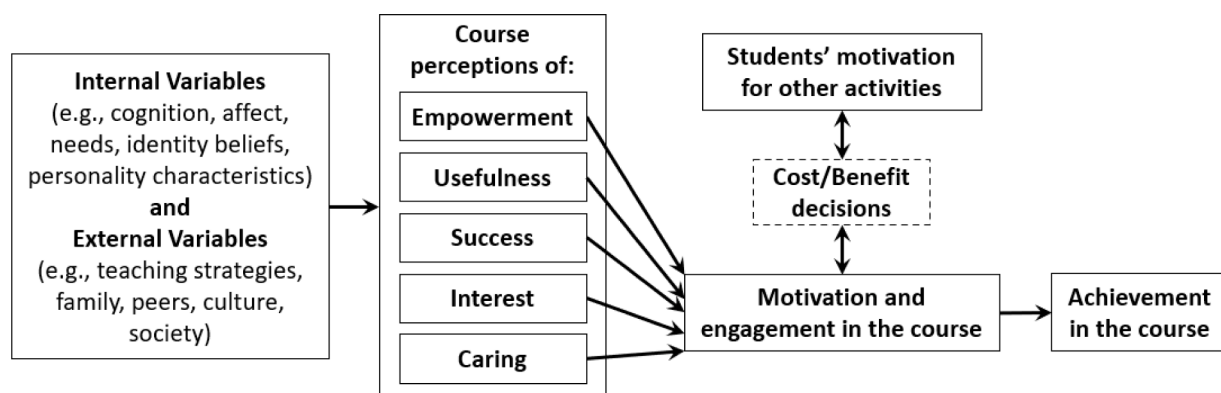 Internal Variables
(e.g., cognition, affect,
needs, identity beliefs,
personality characteristics)
and
External Variables
(e.g., teaching strategies,
family, peers, culture,
society)
Course
perceptions of:
Empowerment
Usefulness
Success
Interest
Caring
Students’ motivation
for other activities
Cost/Benefit
decisions
Motivation and
engagement in the course
Achievement
in the course